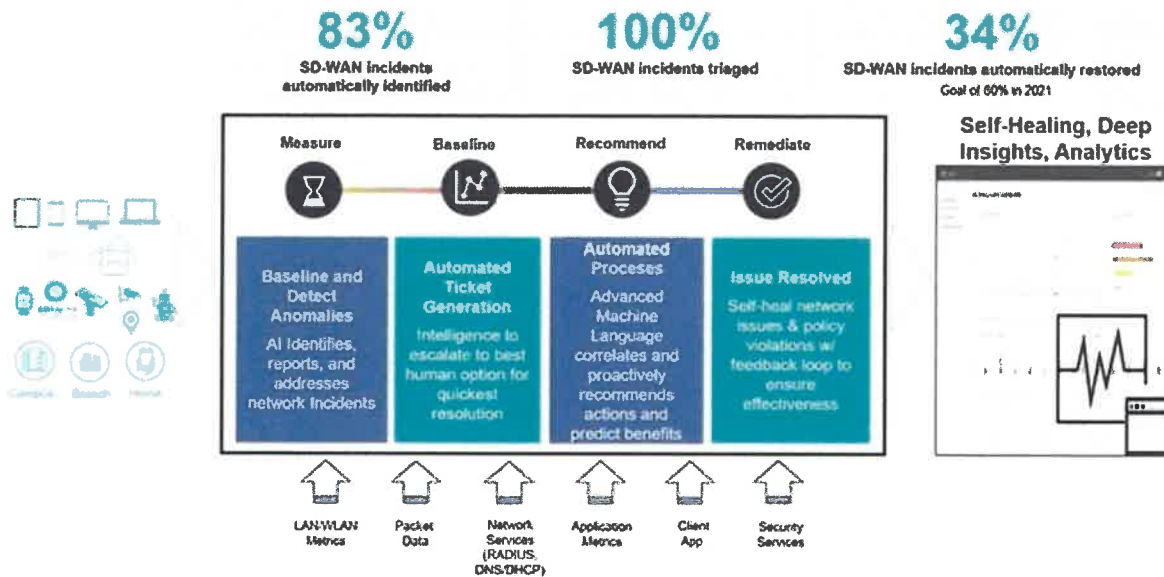 83%
SD-WAN incidents
automatically identified
100%
SD-WAN incidents triaged
34%
SD-WAN incidents automatically restored
Goal of 60% in 2021
Self-Healing, Deep
Insights, Analytics
Measure
Baseline
Recommend
Remediate
Baseline and
Detect
Anomalies
AI Identifies,
reports, and
addresses
network Incidents
Automated
Ticket
Generation
Intelligence to
escalate to best
human option for
quickest
resolution
Automated
Proceses
Advanced
Machine
Language
correlates and
proactively
recommends
actions and
predict benefits
Issue Resolved
Self-heal network
issues & policy
violations w/
feedback loop to
ensure
effectiveness
Campus
Branch
Home
LAN/WLAN
Metrics
Packet
Data
Network
Services
(RADIUS,
DNS/DHCP)
Application
Metrics
Client
App
Security
Services